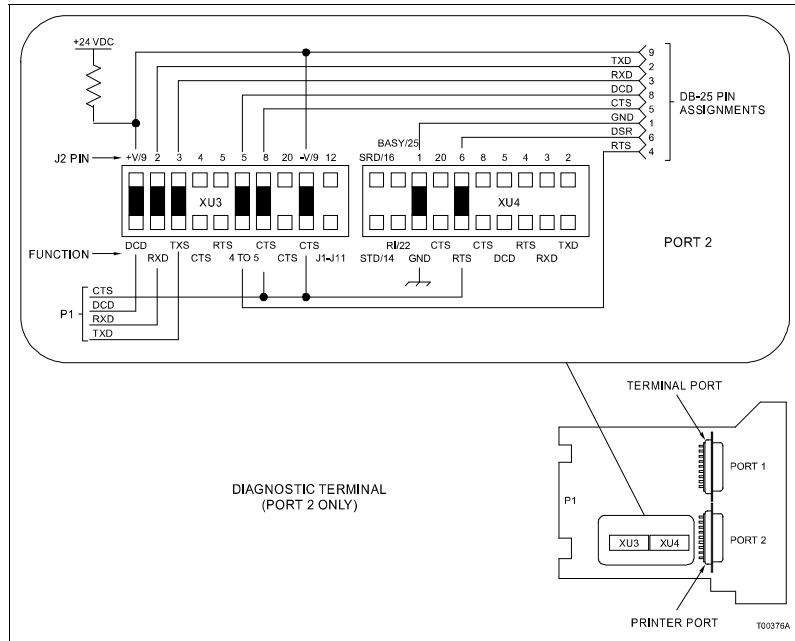 +24 VDC
9
TXD 2
RXD 3
DCD 8
CTS 5
GND 1
DSR 6
RTS 4
DB-25 PIN
ASSIGNMENTS
BASY/25
J2 PIN +V/9 2 3 4 5 5 8 20 -V/9 12 SRD/16 1 20 6 8 5 4 3 2
XU3 XU4
PORT 2
FUNCTION
DCD TXS RTS CTS CTS RI/22 CTS CTS RTS TXD
RXD CTS 4 TO 5 CTS J1-J11 STD/14 GND RTS DCD RXD
P1
CTS
DCD
RXD
TXD
TERMINAL PORT
PORT 1
P1
DIAGNOSTIC TERMINAL
(PORT 2 ONLY)
XU3 XU4
PORT 2
PRINTER PORT
T00376A